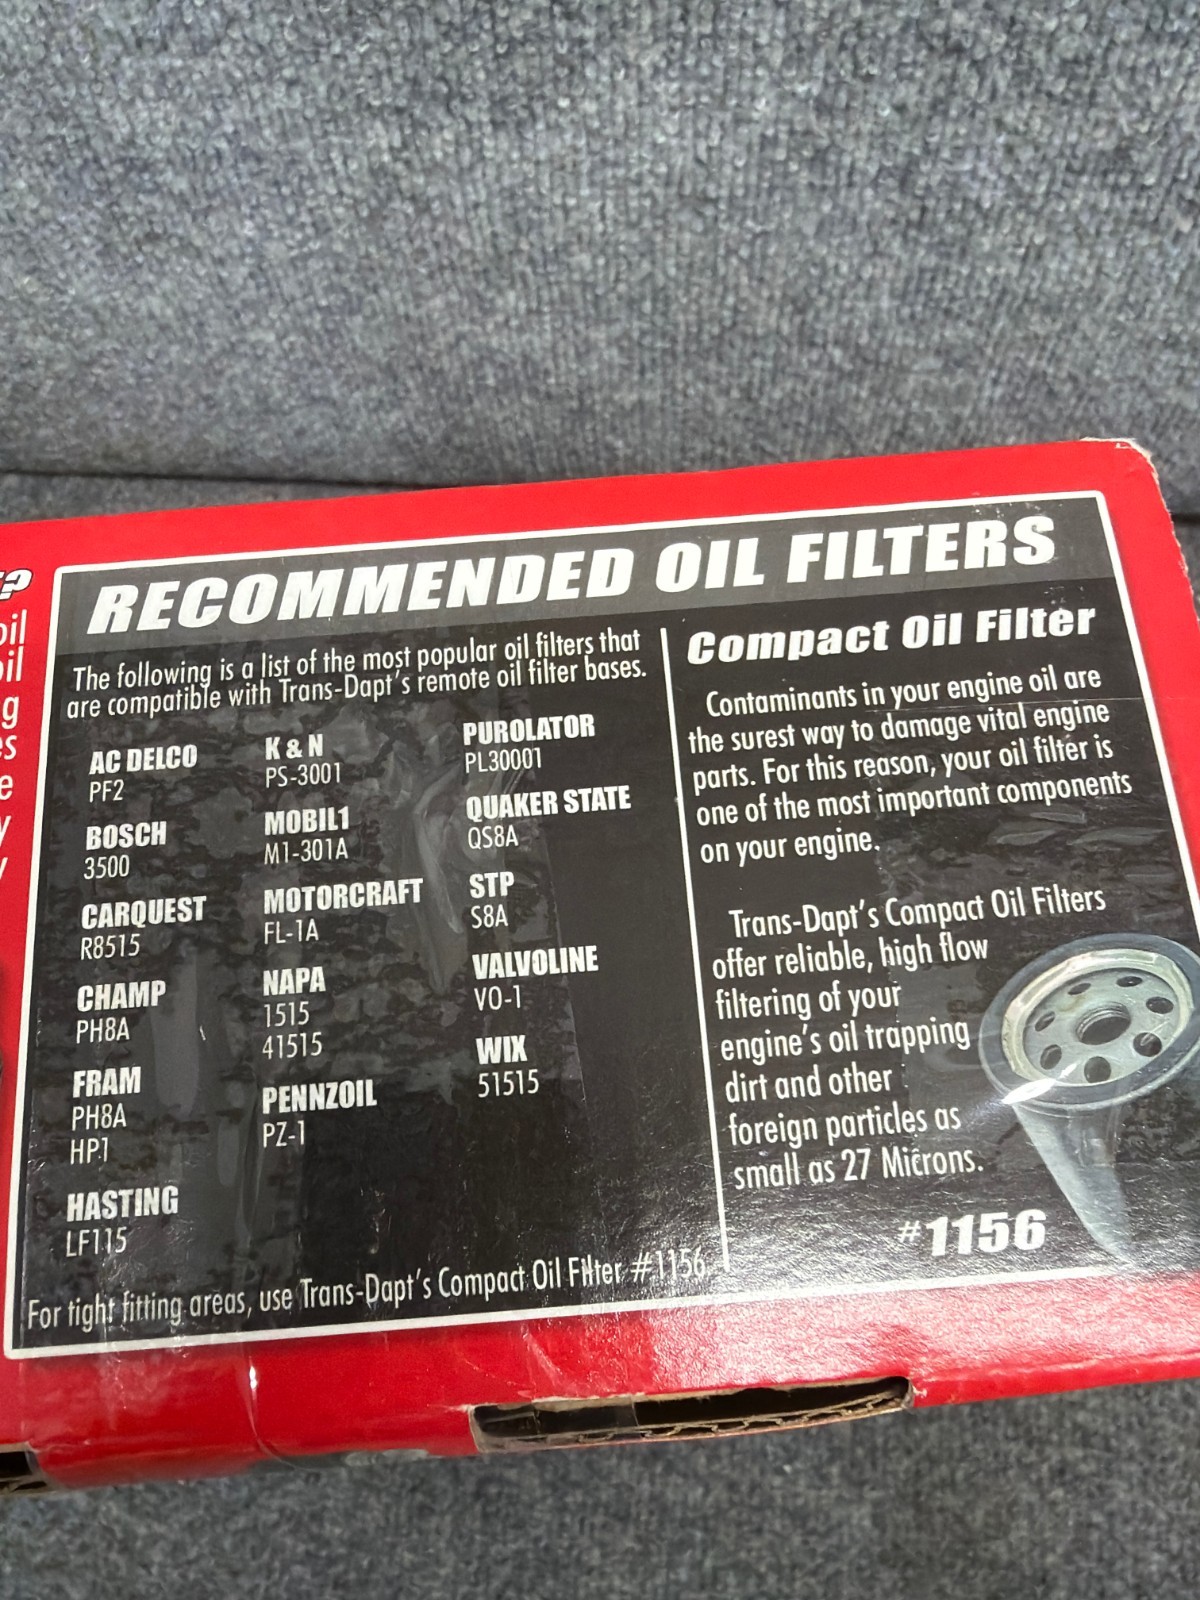 ?
oil
oil
g
es
e
y
y
RECOMMENDED OIL FILTERS
The following is a list of the most popular oil filters that
are compatible with Trans-Dapt's remote oil filter bases.
AC DELCO
PF2
BOSCH
3500
CARQUEST
R8515
CHAMP
PH8A
FRAM
PH8A
HP1
HASTING
LF115
K & N
PS-3001
MOBIL1
M1-301A
MOTORCRAFT
FL-1A
NAPA
1515
41515
PENNZOIL
PZ-1
PUROLATOR
PL30001
QUAKER STATE
QS8A
STP
S8A
VALVOLINE
VO-1
WIX
51515
For tight fitting areas, use Trans-Dapt's Compact Oil Filter #1156
Compact Oil Filter
Contaminants in your engine oil are
the surest way to damage vital engine
parts. For this reason, your oil filter is
one of the most important components
on your engine.
Trans-Dapt's Compact Oil Filters
offer reliable, high flow
filtering of your
engine's oil trapping
dirt and other
foreign particles as
small as 27 Microns.
#1156